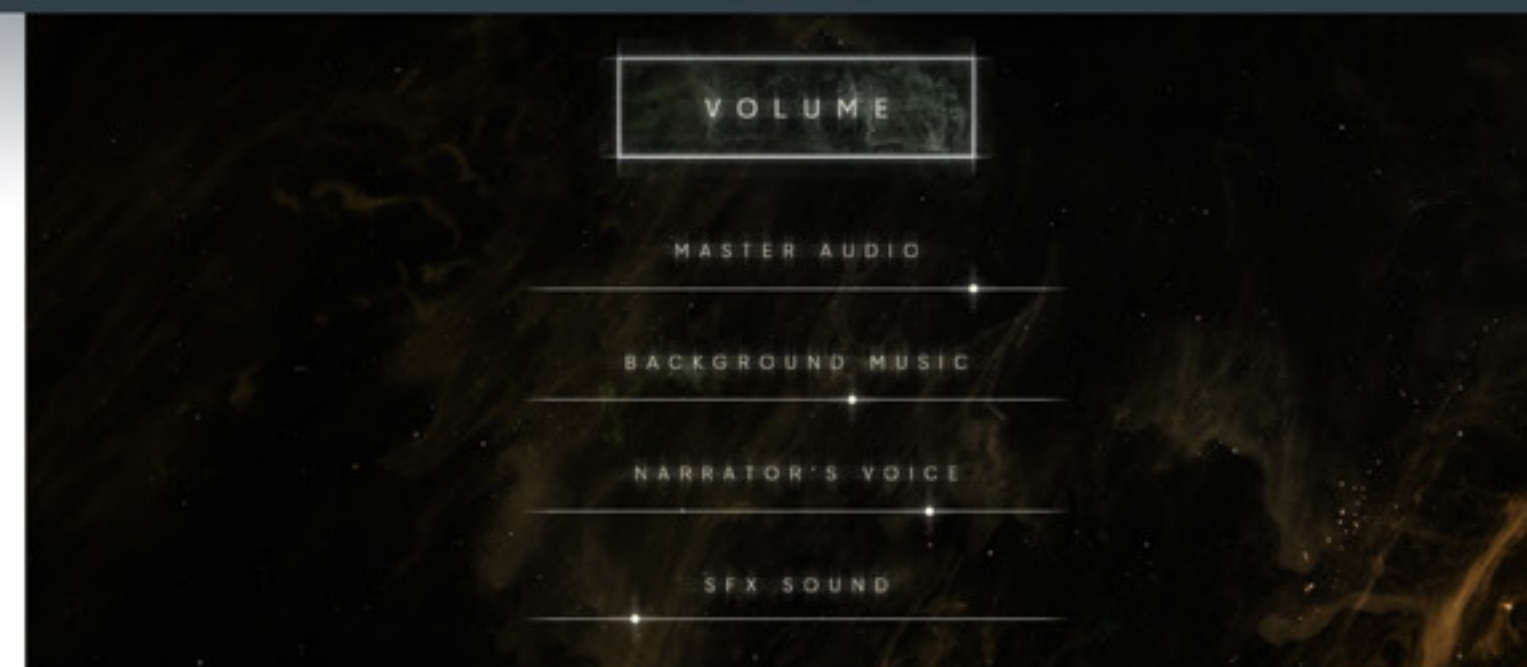 VOLUME
MASTER AUDIO
BACKGROUND MUSIC
NARRATOR'S VOICE
SFX SOUND